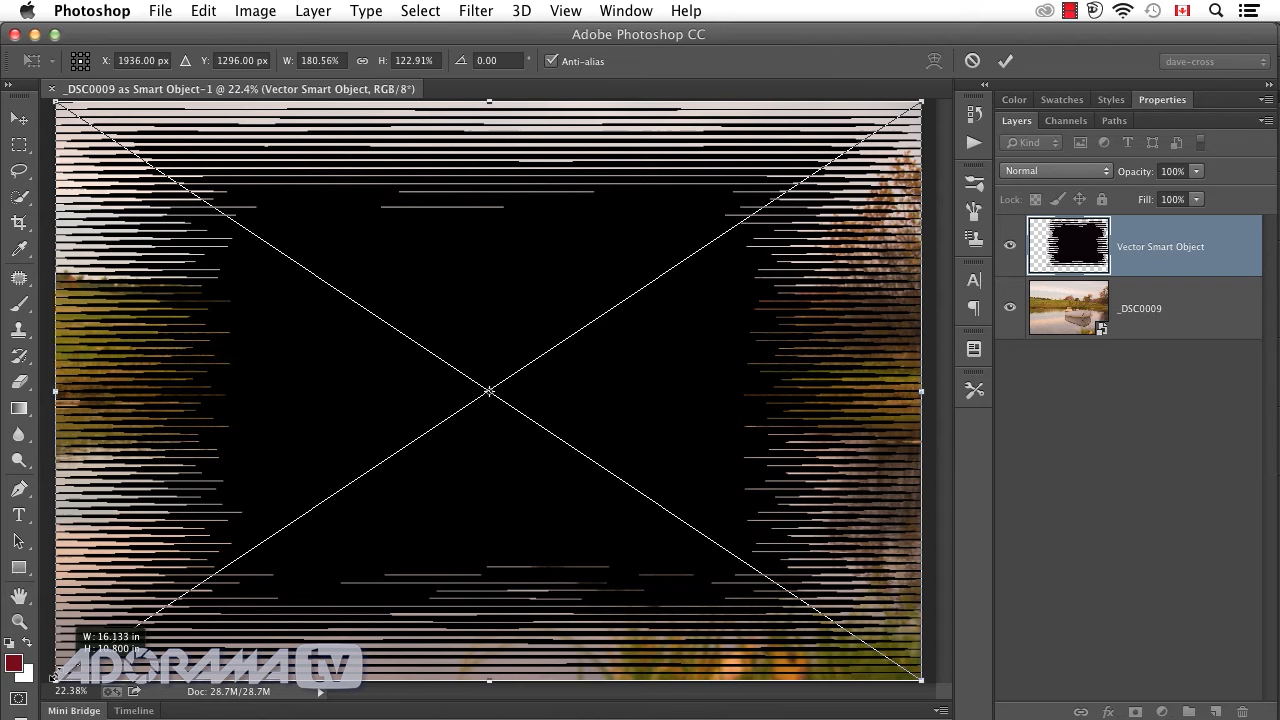 Photoshop File Edit Image Layer Type Select Filter 3D View Window Help
Adobe Photoshop CC
X: 1936.00 px Y: 1296.00 px W: 180.56% H: 122.91% 0.00 ° Anti-alias dave-cross
× _DSC0009 as Smart Object-1 @ 22.4% (Vector Smart Object, RGB/8*)
Color Swatches Styles Properties
Layers Channels Paths
Kind
Normal Opacity: 100%
Lock: Fill: 100%
Vector Smart Object
_DSC0009
W: 16.133 in
H: 10.800 in
ADORAMA TV
22.38% Doc: 28.7M/28.7M
Mini Bridge Timeline